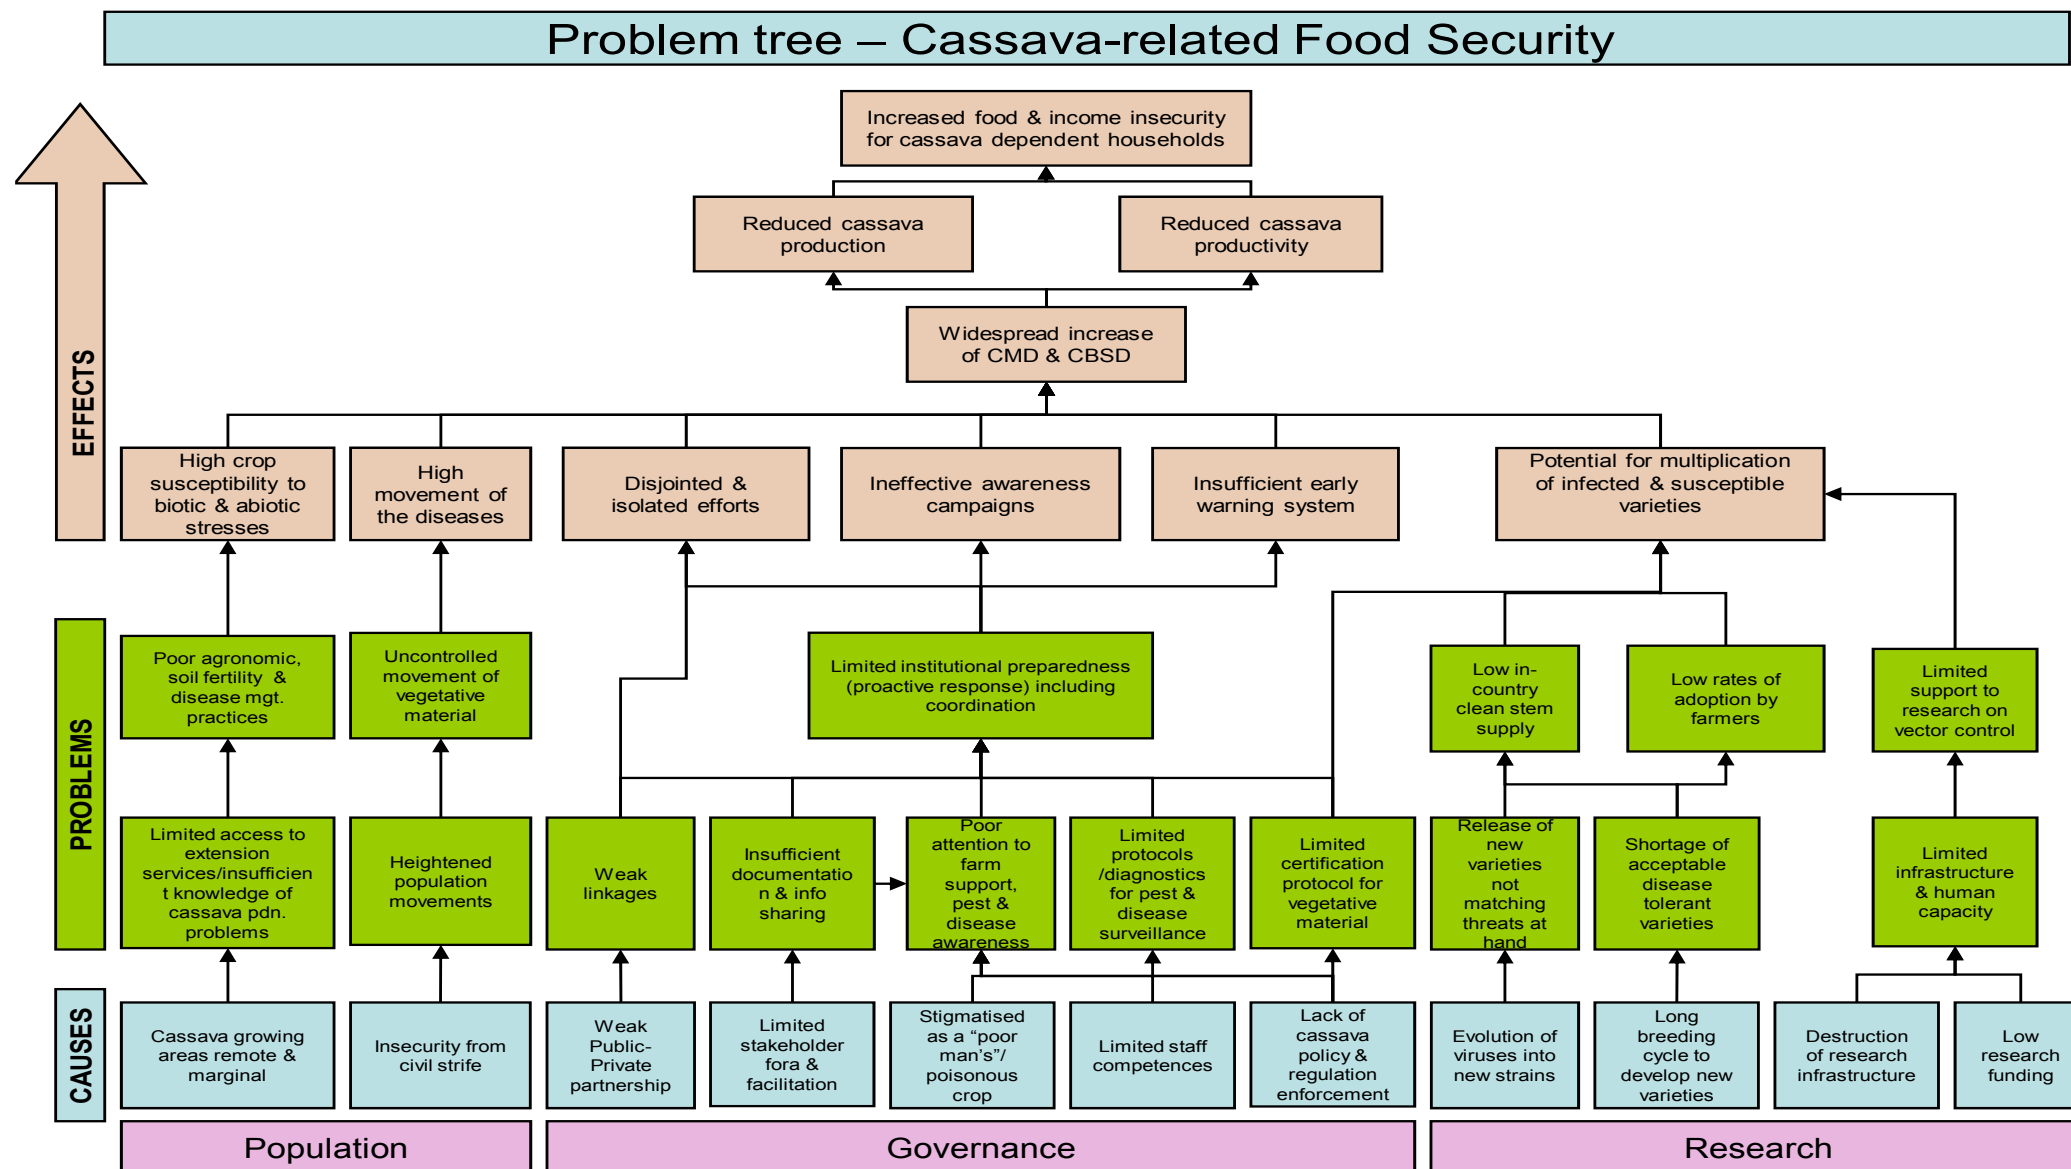 Problem tree – Cassava-related Food Security
Increased food & income insecurity
for cassava dependent households
Reduced cassava
production
Reduced cassava
productivity
Widespread increase
of CMD & CBSD
EFFECTS
High crop
susceptibility to
biotic & abiotic
stresses
High
movement of
the diseases
Disjointed &
isolated efforts
Ineffective awareness
campaigns
Insufficient early
warning system
Potential for multiplication
of infected & susceptible
varieties
PROBLEMS
Poor agronomic,
soil fertility &
disease mgt.
practices
Uncontrolled
movement of
vegetative
material
Limited institutional preparedness
(proactive response) including
coordination
Low in-
country
clean stem
supply
Low rates of
adoption by
farmers
Limited
support to
research on
vector control
Limited access to
extension
services/insufficien
t knowledge of
cassava pdn.
problems
Heightened
population
movements
Weak
linkages
Insufficient
documentatio
n & info
sharing
Poor
attention to
farm
support,
pest &
disease
awareness
Limited
protocols
/diagnostics
for pest &
disease
surveillance
Limited
certification
protocol for
vegetative
material
Release of
new
varieties
not
matching
threats at
hand
Shortage of
acceptable
disease
tolerant
varieties
Limited
infrastructure
& human
capacity
CAUSES
Cassava growing
areas remote &
marginal
Insecurity from
civil strife
Weak
Public-
Private
partnership
Limited
stakeholder
fora &
facilitation
Stigmatised
as a “poor
man’s”/
poisonous
crop
Limited staff
competences
Lack of
cassava
policy &
regulation
enforcement
Evolution of
viruses into
new strains
Long
breeding
cycle to
develop new
varieties
Destruction
of research
infrastructure
Low
research
funding
Population
Governance
Research